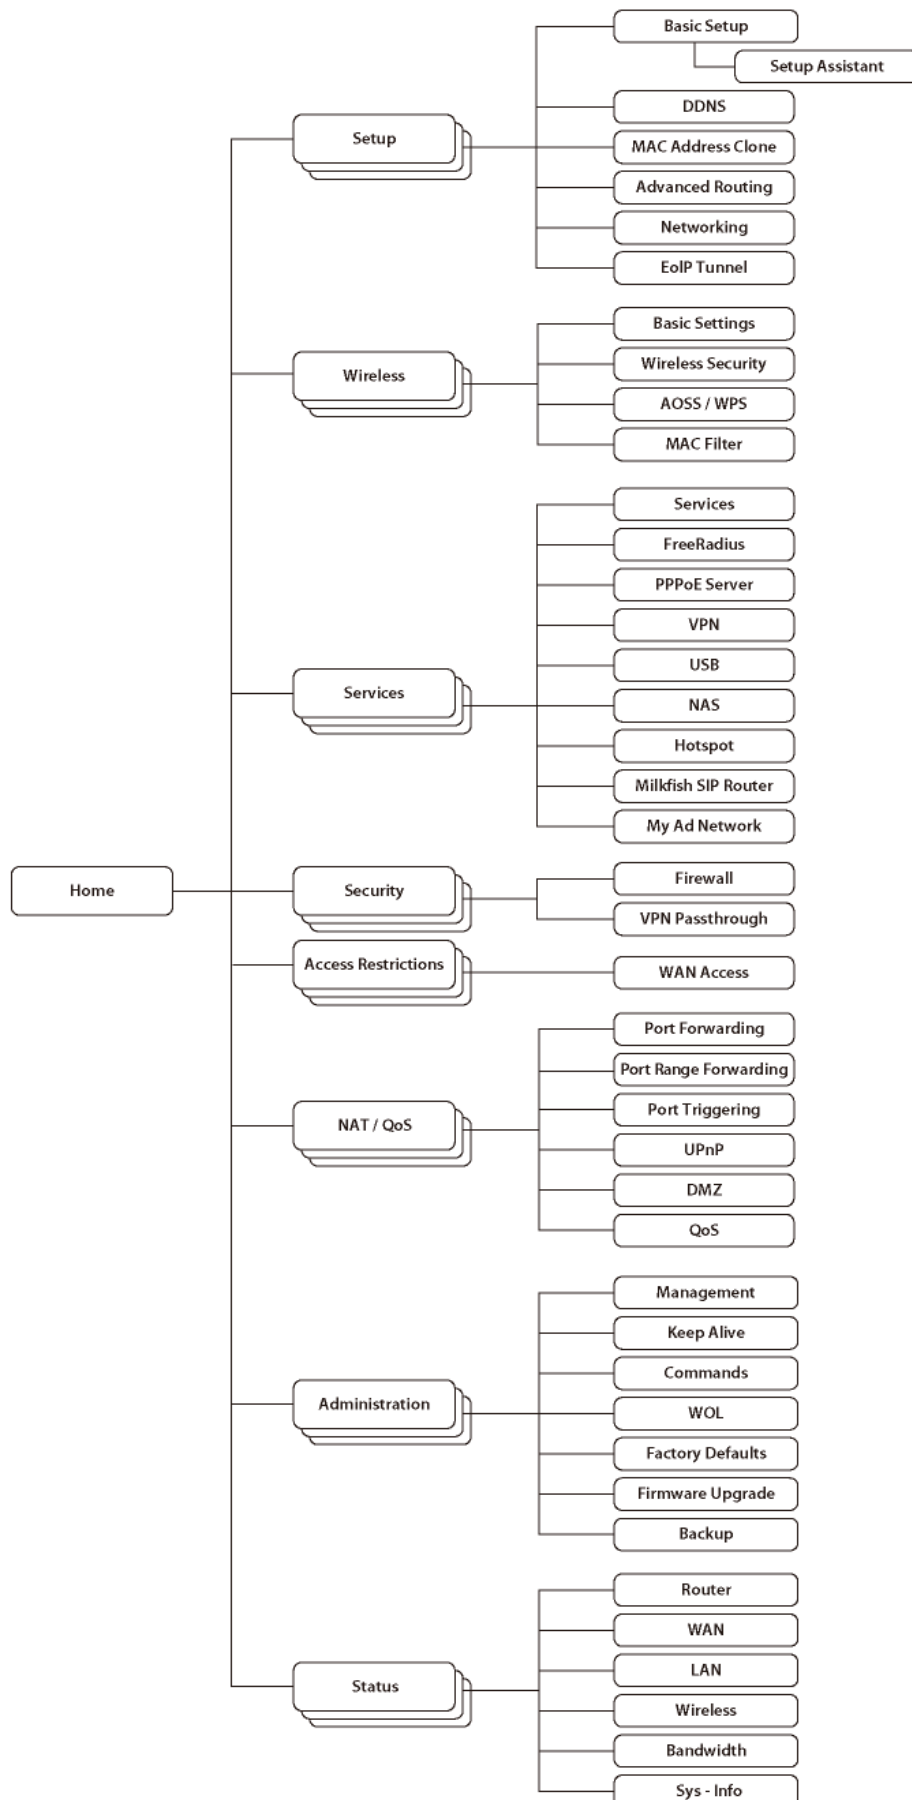 Basic Setup
Setup Assistant
Setup
DDNS
MAC Address Clone
Advanced Routing
Networking
EoIP Tunnel
Wireless
Basic Settings
Wireless Security
AOSS / WPS
MAC Filter
Services
Services
FreeRadius
PPPoE Server
VPN
USB
NAS
Hotspot
Milkfish SIP Router
My Ad Network
Home
Security
Firewall
VPN Passthrough
Access Restrictions
WAN Access
NAT / QoS
Port Forwarding
Port Range Forwarding
Port Triggering
UPnP
DMZ
QoS
Administration
Management
Keep Alive
Commands
WOL
Factory Defaults
Firmware Upgrade
Backup
Status
Router
WAN
LAN
Wireless
Bandwidth
Sys - Info